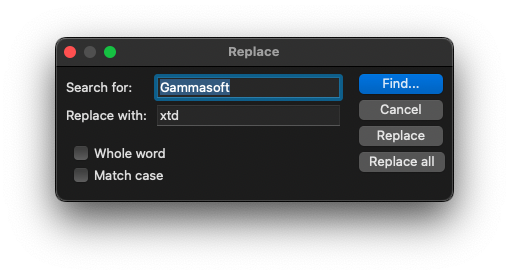 Replace
Search for: Gammasoft Find...
Replace with: xtd Cancel
Replace
Whole word
Replace all
Match case